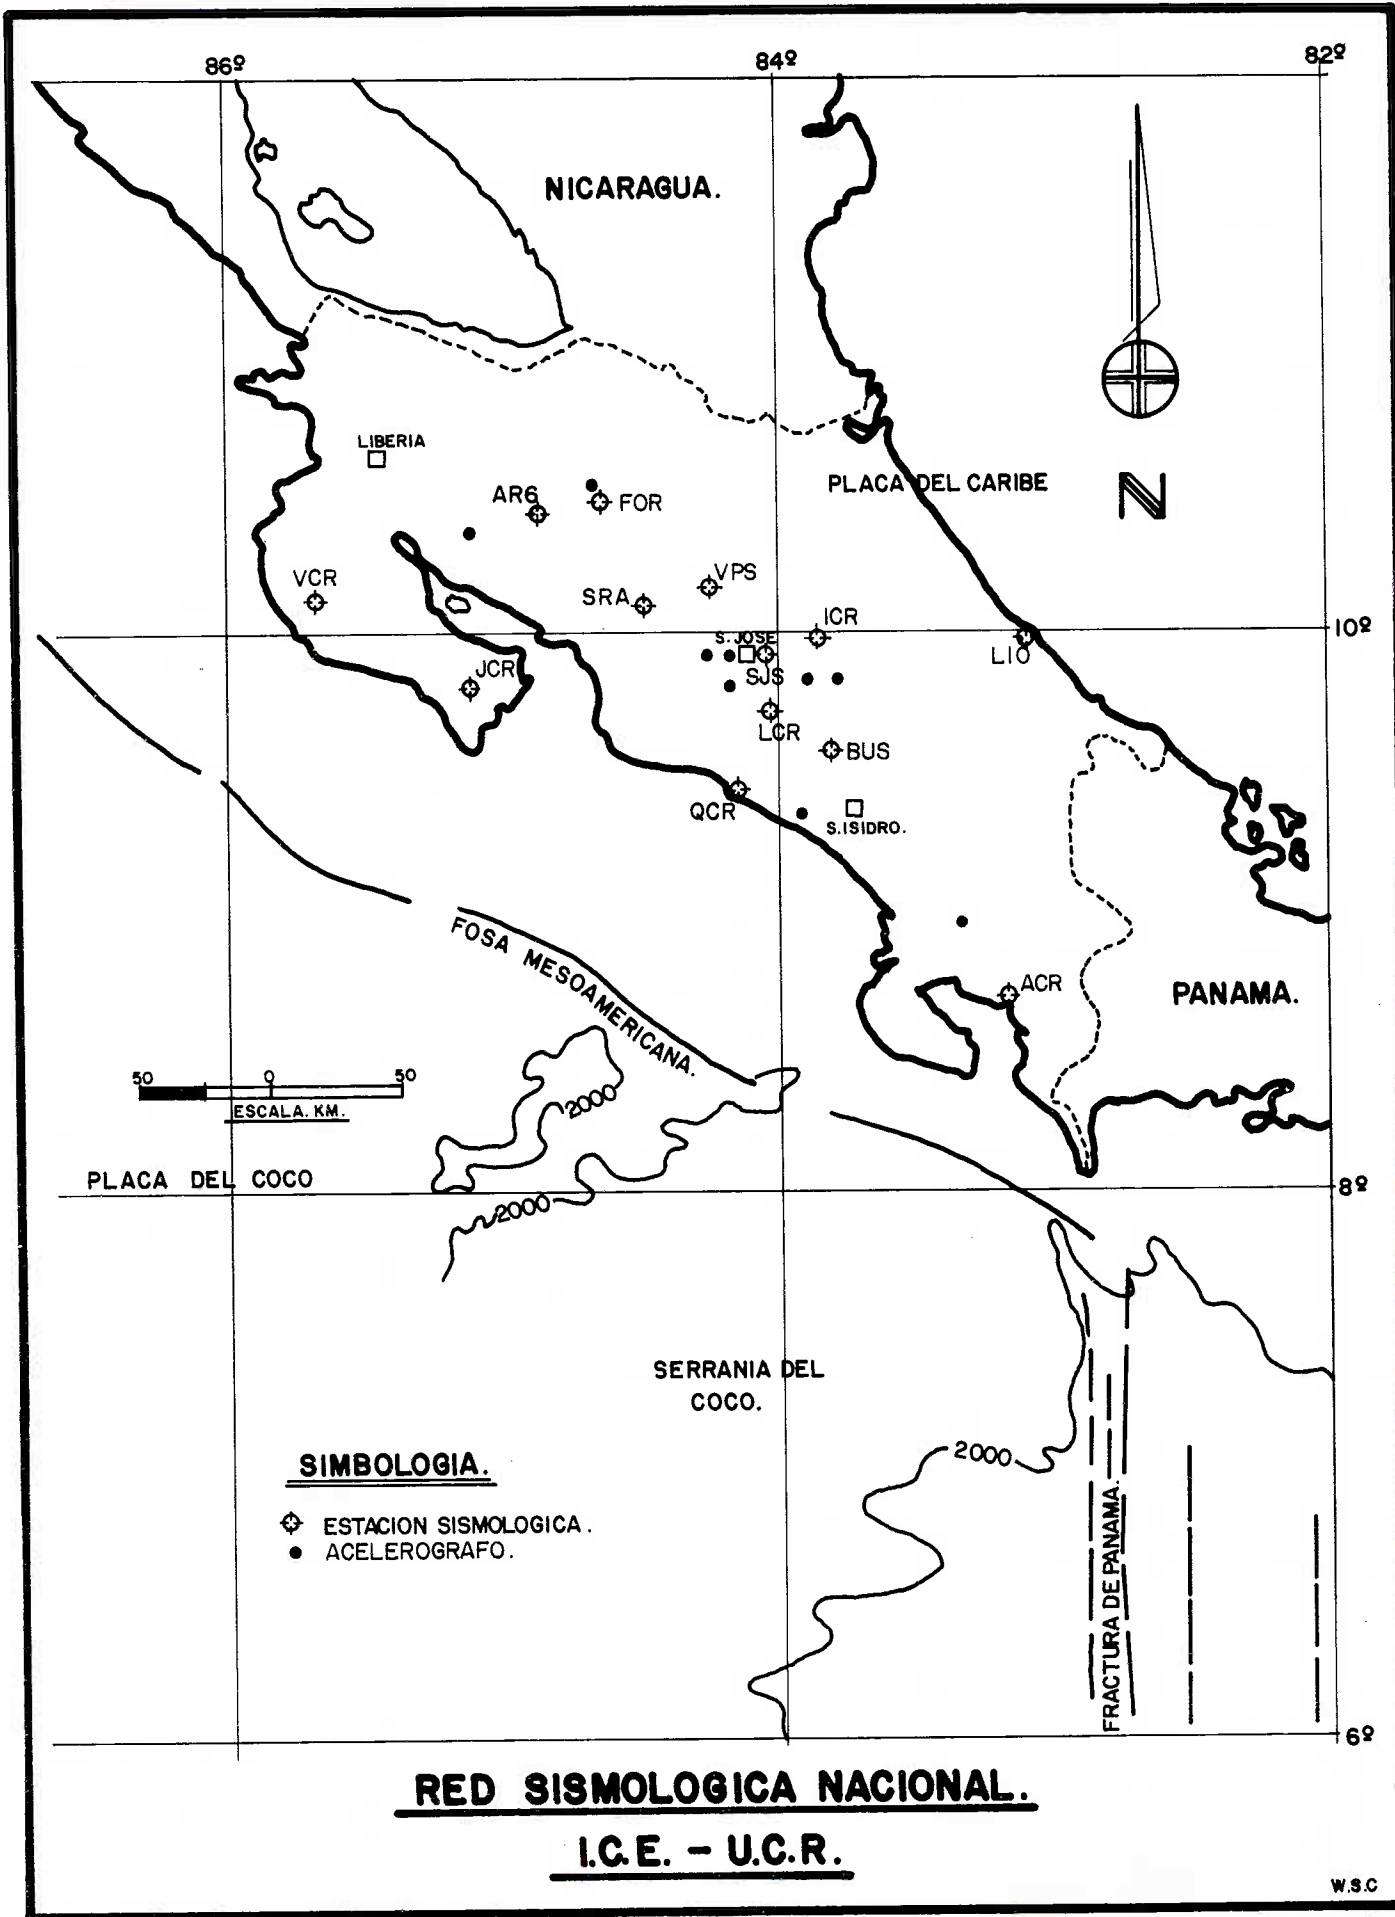 86º
84º
82º
NICARAGUA.
LIBERIA
PLACA DEL CARIBE
N
AR6
FOR
VCR
VPS
SRA
ICR
10º
S. JOSE
LIO
JCR
SJS
LCR
BUS
QCR
S. ISIDRO.
FOSA MESOAMERICANA.
ACR
PANAMA.
50 0 50
ESCALA. KM.
2000
PLACA DEL COCO
8º
2000
SERRANIA DEL
COCO.
2000
SIMBOLOGIA.
ESTACION SISMOLOGICA.
ACELEROGRAFO.
FRACTURA DE PANAMA.
6º
RED SISMOLOGICA NACIONAL.
I.C.E. - U.C.R.
W.S.C